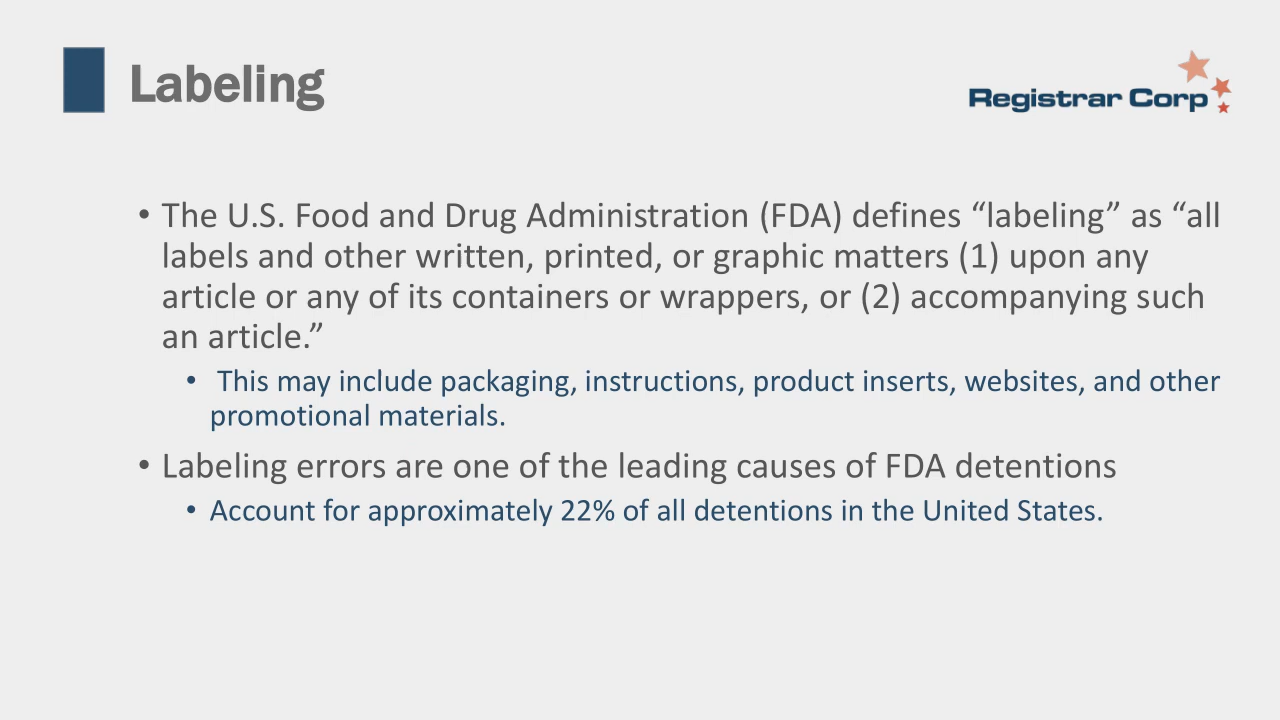 Labeling
Registrar Corp
• The U.S. Food and Drug Administration (FDA) defines “labeling” as “all
labels and other written, printed, or graphic matters (1) upon any
article or any of its containers or wrappers, or (2) accompanying such
an article.”
• This may include packaging, instructions, product inserts, websites, and other
promotional materials.
• Labeling errors are one of the leading causes of FDA detentions
• Account for approximately 22% of all detentions in the United States.